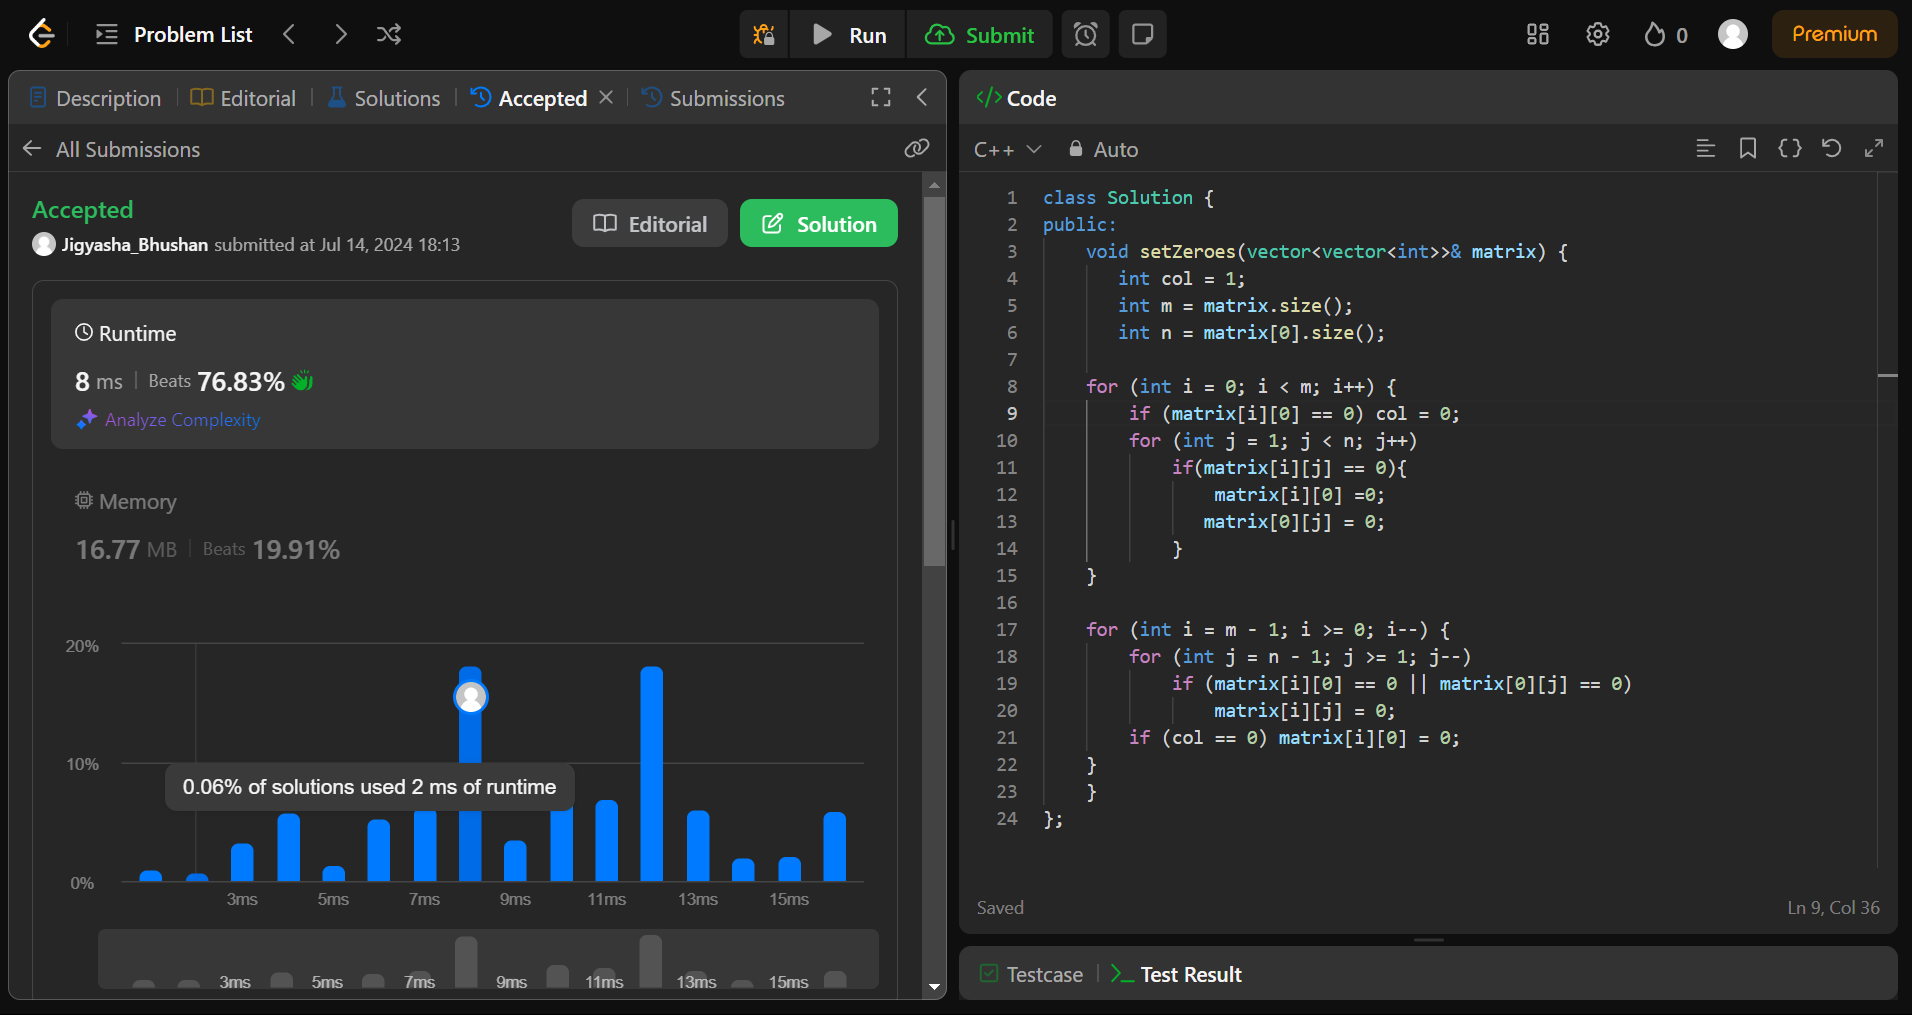 Problem List
Run
Submit
0
Premium
Description
Editorial
Solutions
Accepted
Submissions
All Submissions
Accepted
Jigyasha_Bhushan submitted at Jul 14, 2024 18:13
Editorial
Solution
Runtime
8 ms Beats 76.83%
Analyze Complexity
Memory
16.77 MB Beats 19.91%
20%
10%
0%
0.06% of solutions used 2 ms of runtime
3ms 5ms 7ms 9ms 11ms 13ms 15ms
3ms 5ms 7ms 9ms 11ms 13ms 15ms
</> Code
C++ Auto
1 class Solution {
2 public:
3 void setZeroes(vector<vector<int>>& matrix) {
4 int col = 1;
5 int m = matrix.size();
6 int n = matrix[0].size();
7
8 for (int i = 0; i < m; i++) {
9 if (matrix[i][0] == 0) col = 0;
10 for (int j = 1; j < n; j++)
11 if(matrix[i][j] == 0){
12 matrix[i][0] =0;
13 matrix[0][j] = 0;
14 }
15 }
16
17 for (int i = m - 1; i >= 0; i--) {
18 for (int j = n - 1; j >= 1; j--)
19 if (matrix[i][0] == 0 || matrix[0][j] == 0)
20 matrix[i][j] = 0;
21 if (col == 0) matrix[i][0] = 0;
22 }
23 }
24 };
Saved
Ln 9, Col 36
Testcase
Test Result